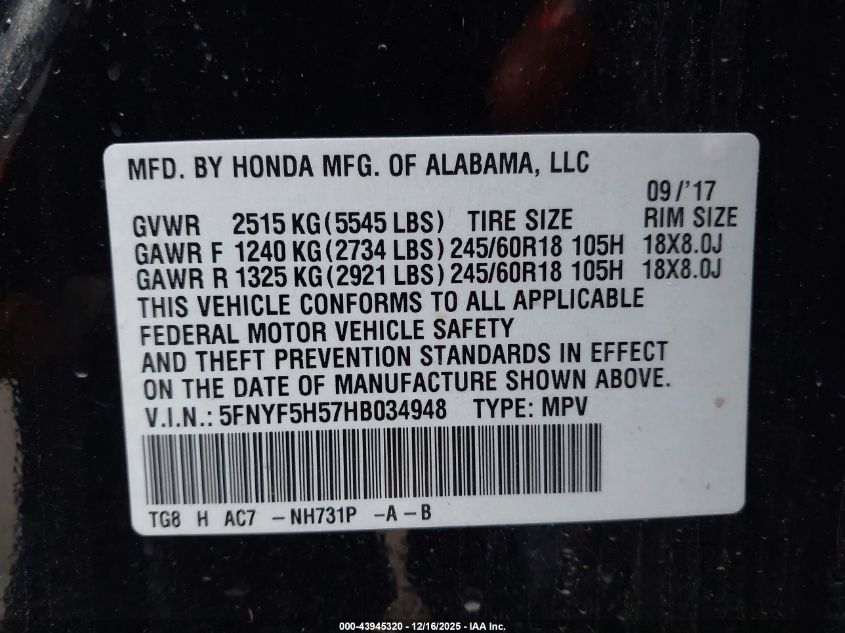 MFD. BY HONDA MFG. OF ALABAMA, LLC
09/'17
GVWR 2515 KG(5545 LBS) TIRE SIZE RIM SIZE
GAWR F 1240 KG(2734 LBS) 245/60R18 105H 18X8.0J
GAWR R 1325 KG(2921 LBS) 245/60R18 105H 18X8.0J
THIS VEHICLE CONFORMS TO ALL APPLICABLE
FEDERAL MOTOR VEHICLE SAFETY
AND THEFT PREVENTION STANDARDS IN EFFECT
ON THE DATE OF MANUFACTURE SHOWN ABOVE.
V.I.N.: 5FNYF5H57HB034948 TYPE: MPV
TG8 H AC7 -NH731P -A-B
000-43945320 - 12/16/2025 - IAA Inc.